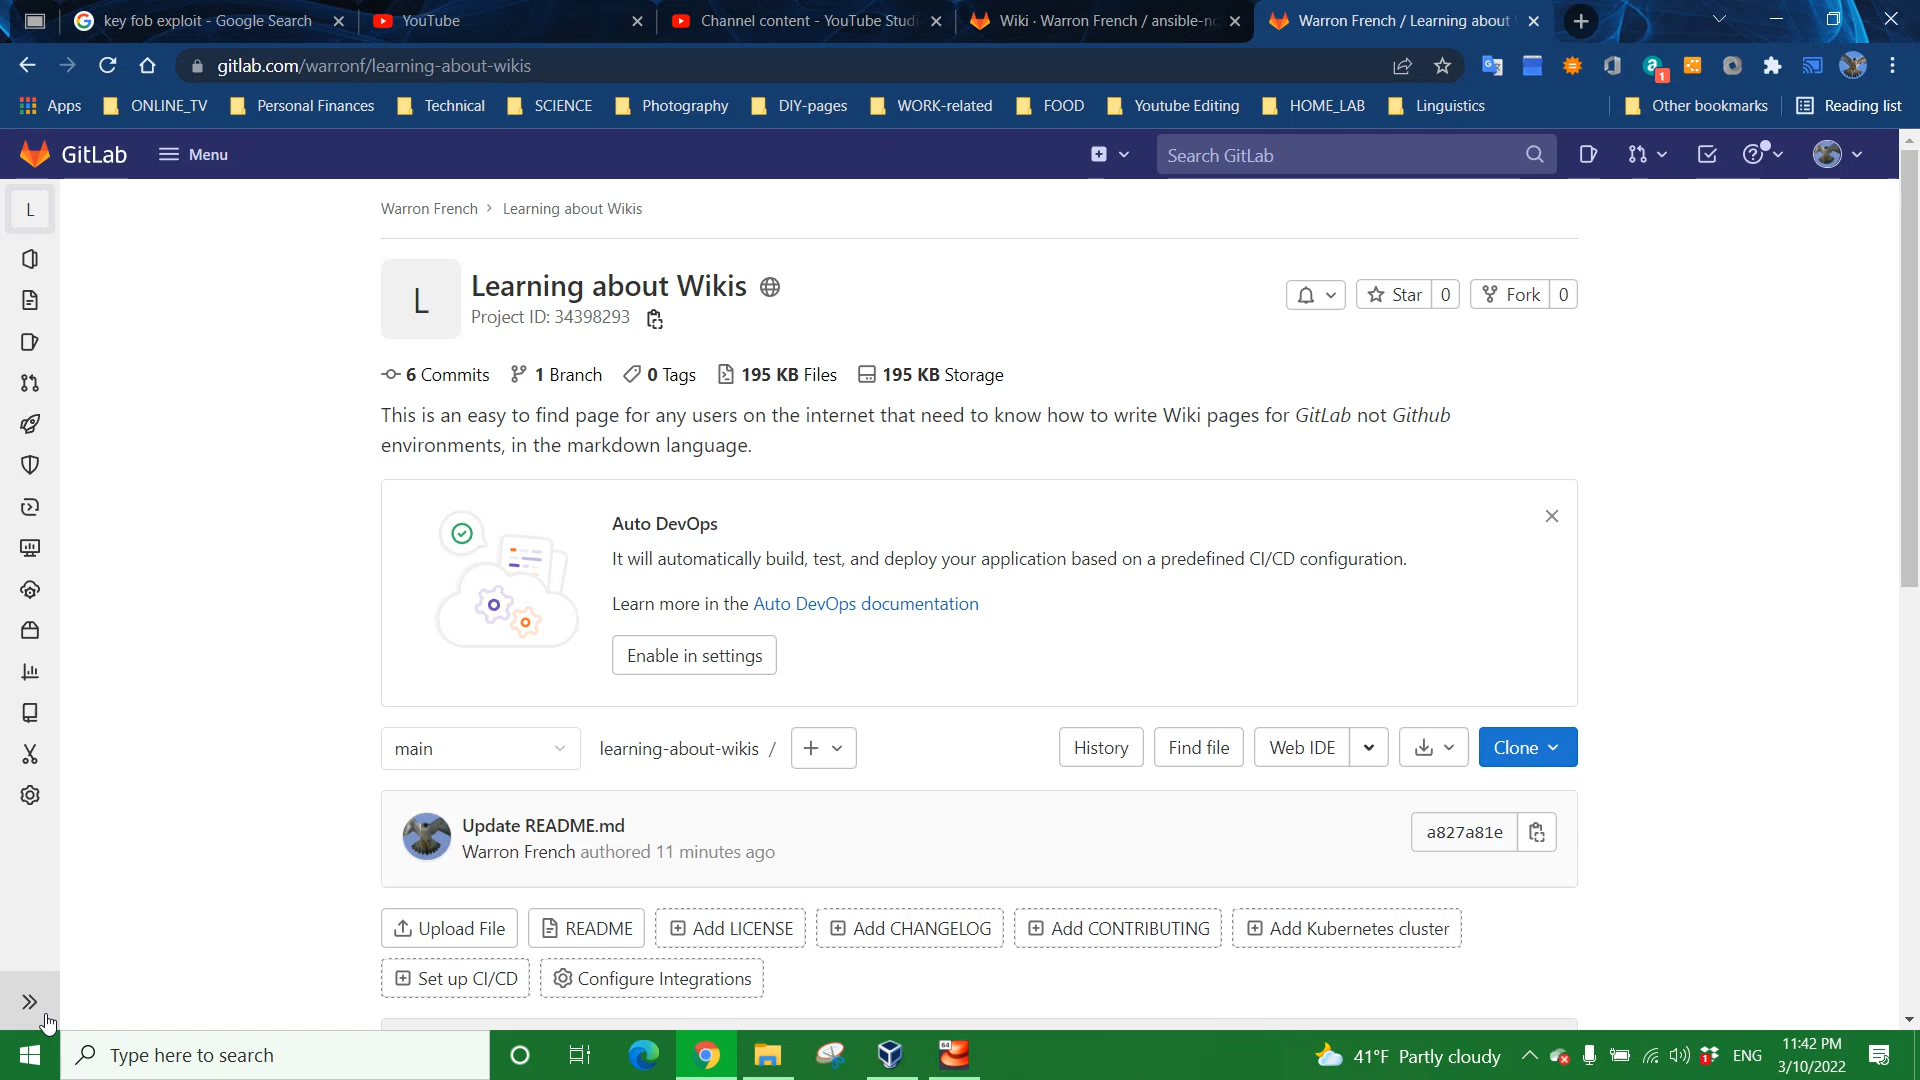 key fob exploit - Google Search
YouTube
Channel content - YouTube Studi
Wiki · Warron French / ansible-no
Warron French / Learning about
gitlab.com/warronf/learning-about-wikis
Apps
ONLINE_TV
Personal Finances
Technical
SCIENCE
Photography
DIY-pages
WORK-related
FOOD
Youtube Editing
HOME_LAB
Linguistics
Other bookmarks
Reading list
GitLab
Menu
Search GitLab
Warron French > Learning about Wikis
L
L
Learning about Wikis
Project ID: 34398293
Star 0
Fork 0
6 Commits 1 Branch 0 Tags 195 KB Files 195 KB Storage
This is an easy to find page for any users on the internet that need to know how to write Wiki pages for GitLab not Github
environments, in the markdown language.
Auto DevOps
It will automatically build, test, and deploy your application based on a predefined CI/CD configuration.
Learn more in the Auto DevOps documentation
Enable in settings
main
learning-about-wikis /
History
Find file
Web IDE
Clone
Update README.md
Warron French authored 11 minutes ago
a827a81e
Upload File
README
Add LICENSE
Add CHANGELOG
Add CONTRIBUTING
Add Kubernetes cluster
Set up CI/CD
Configure Integrations
Type here to search
64
41°F Partly cloudy
ENG
11:42 PM
3/10/2022